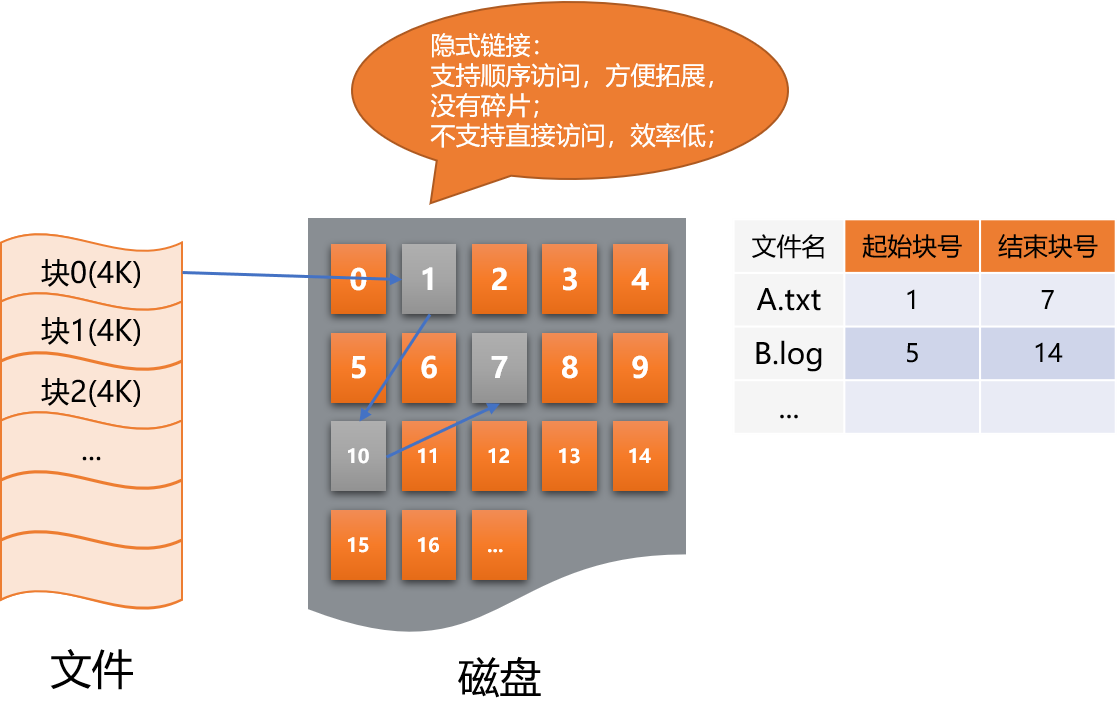 隐式链接：
支持顺序访问，方便拓展，
没有碎片；
不支持直接访问，效率低；
块0(4K)
块1(4K)
块2(4K)
...
文件
0 1 2 3 4
5 6 7 8 9
10 11 12 13 14
15 16 ...
磁盘
文件名 起始块号 结束块号
A.txt 1 7
B.log 5 14
...